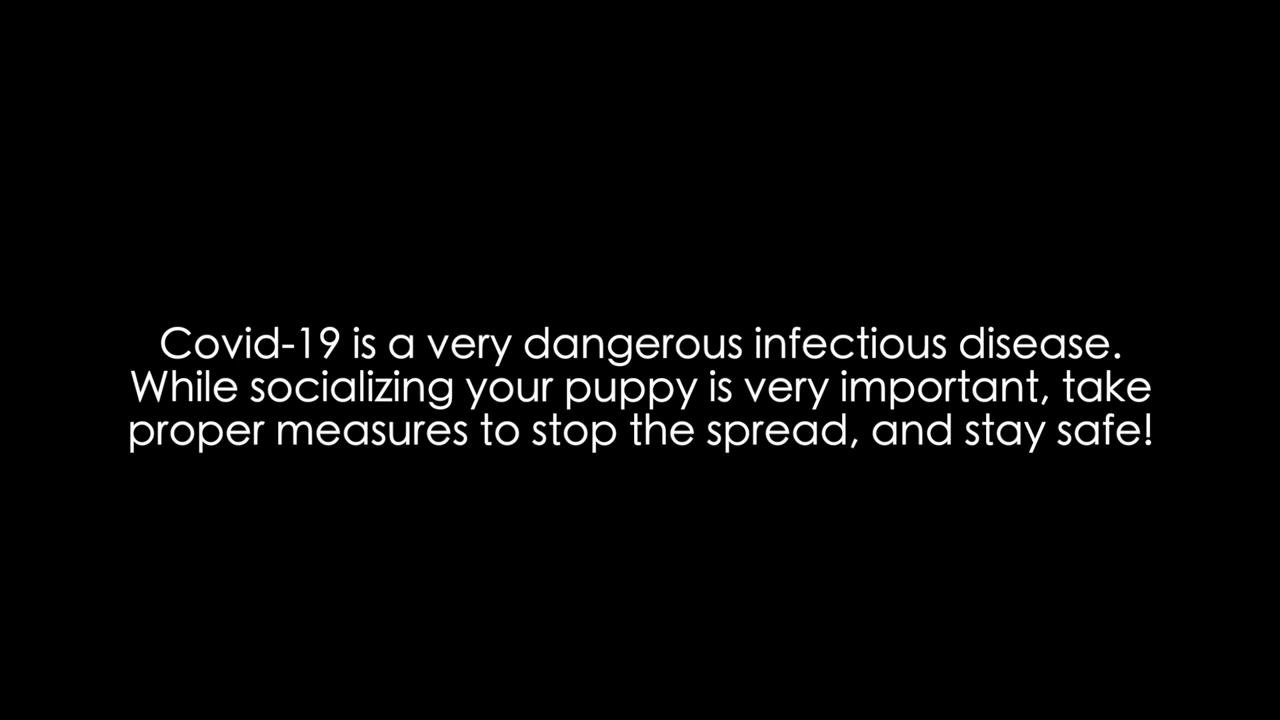 Covid-19 is a very dangerous infectious disease.
While socializing your puppy is very important, take
proper measures to stop the spread, and stay safe!